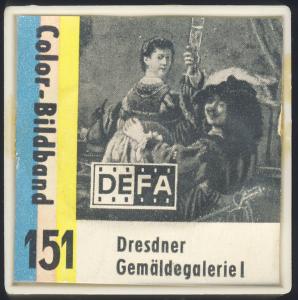 Color-Bildband
151
DEFA
Dresdner
Gemäldegalerie I